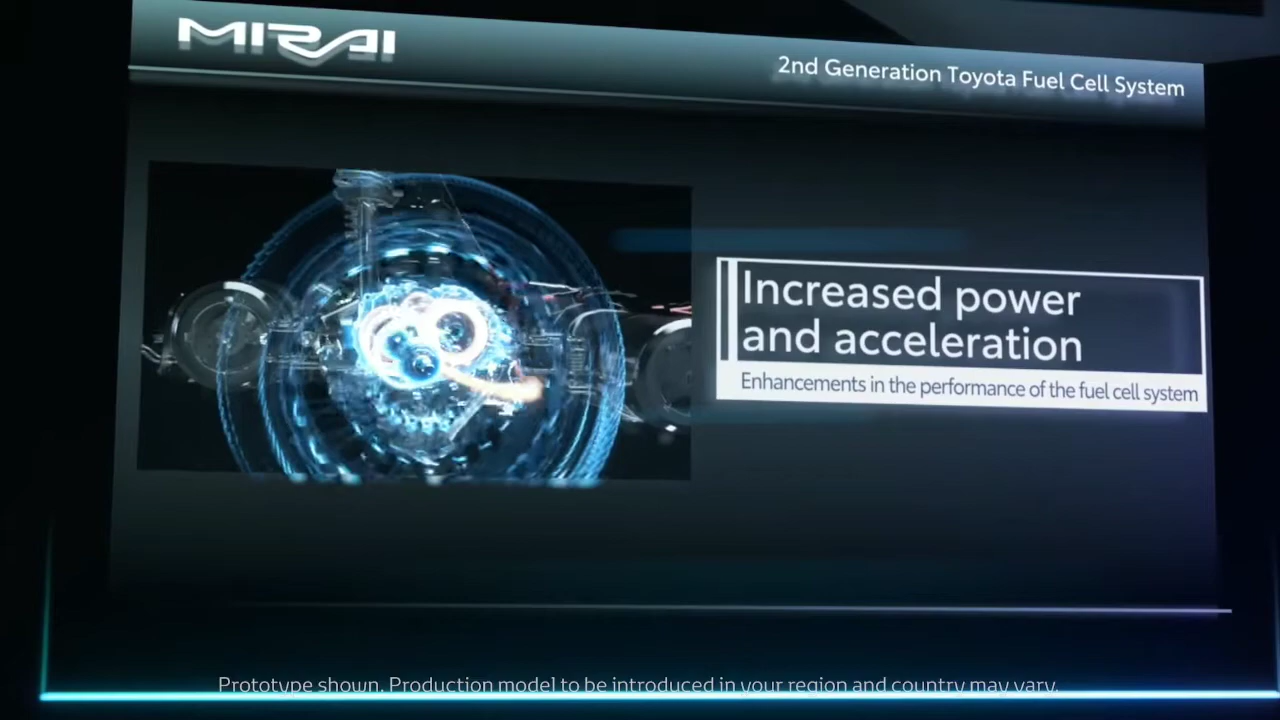 MIRAI
2nd Generation Toyota Fuel Cell System
Increased power
and acceleration
Enhancements in the performance of the fuel cell system
Prototype shown. Production model to be introduced in your region and country may vary.